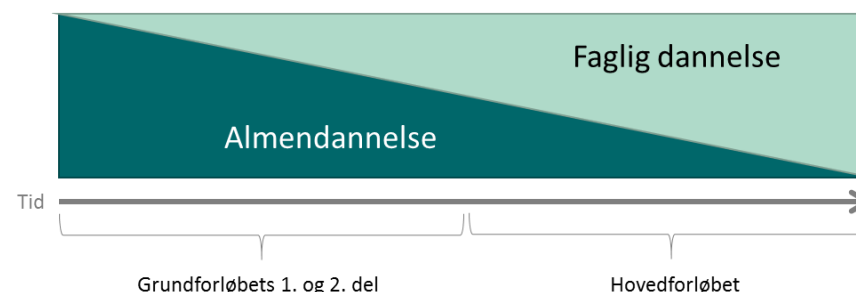 Faglig dannelse
Almendannelse
Tid
Grundforløbets 1. og 2. del
Hovedforløbet